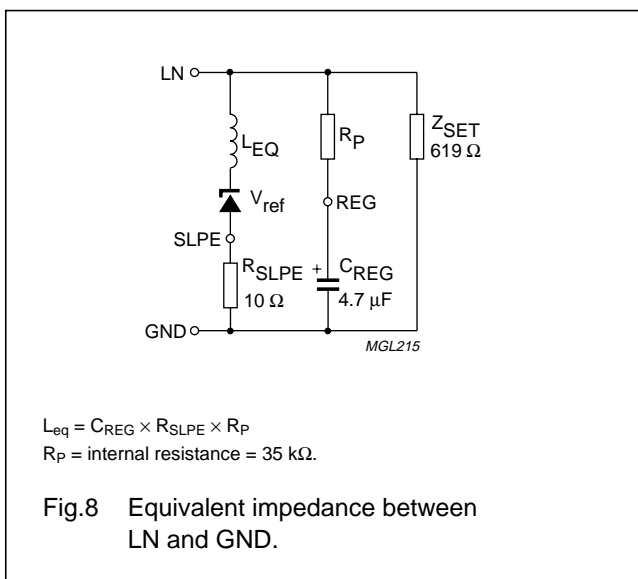 LN
L_EQ
V_ref
SLPE
R_SLPE
10 Ω
GND
R_P
REG
+
C_REG
4.7 µF
Z_SET
619 Ω
MGL215
L_eq = C_REG × R_SLPE × R_P
R_P = internal resistance = 35 kΩ.
Fig.8 Equivalent impedance between
LN and GND.